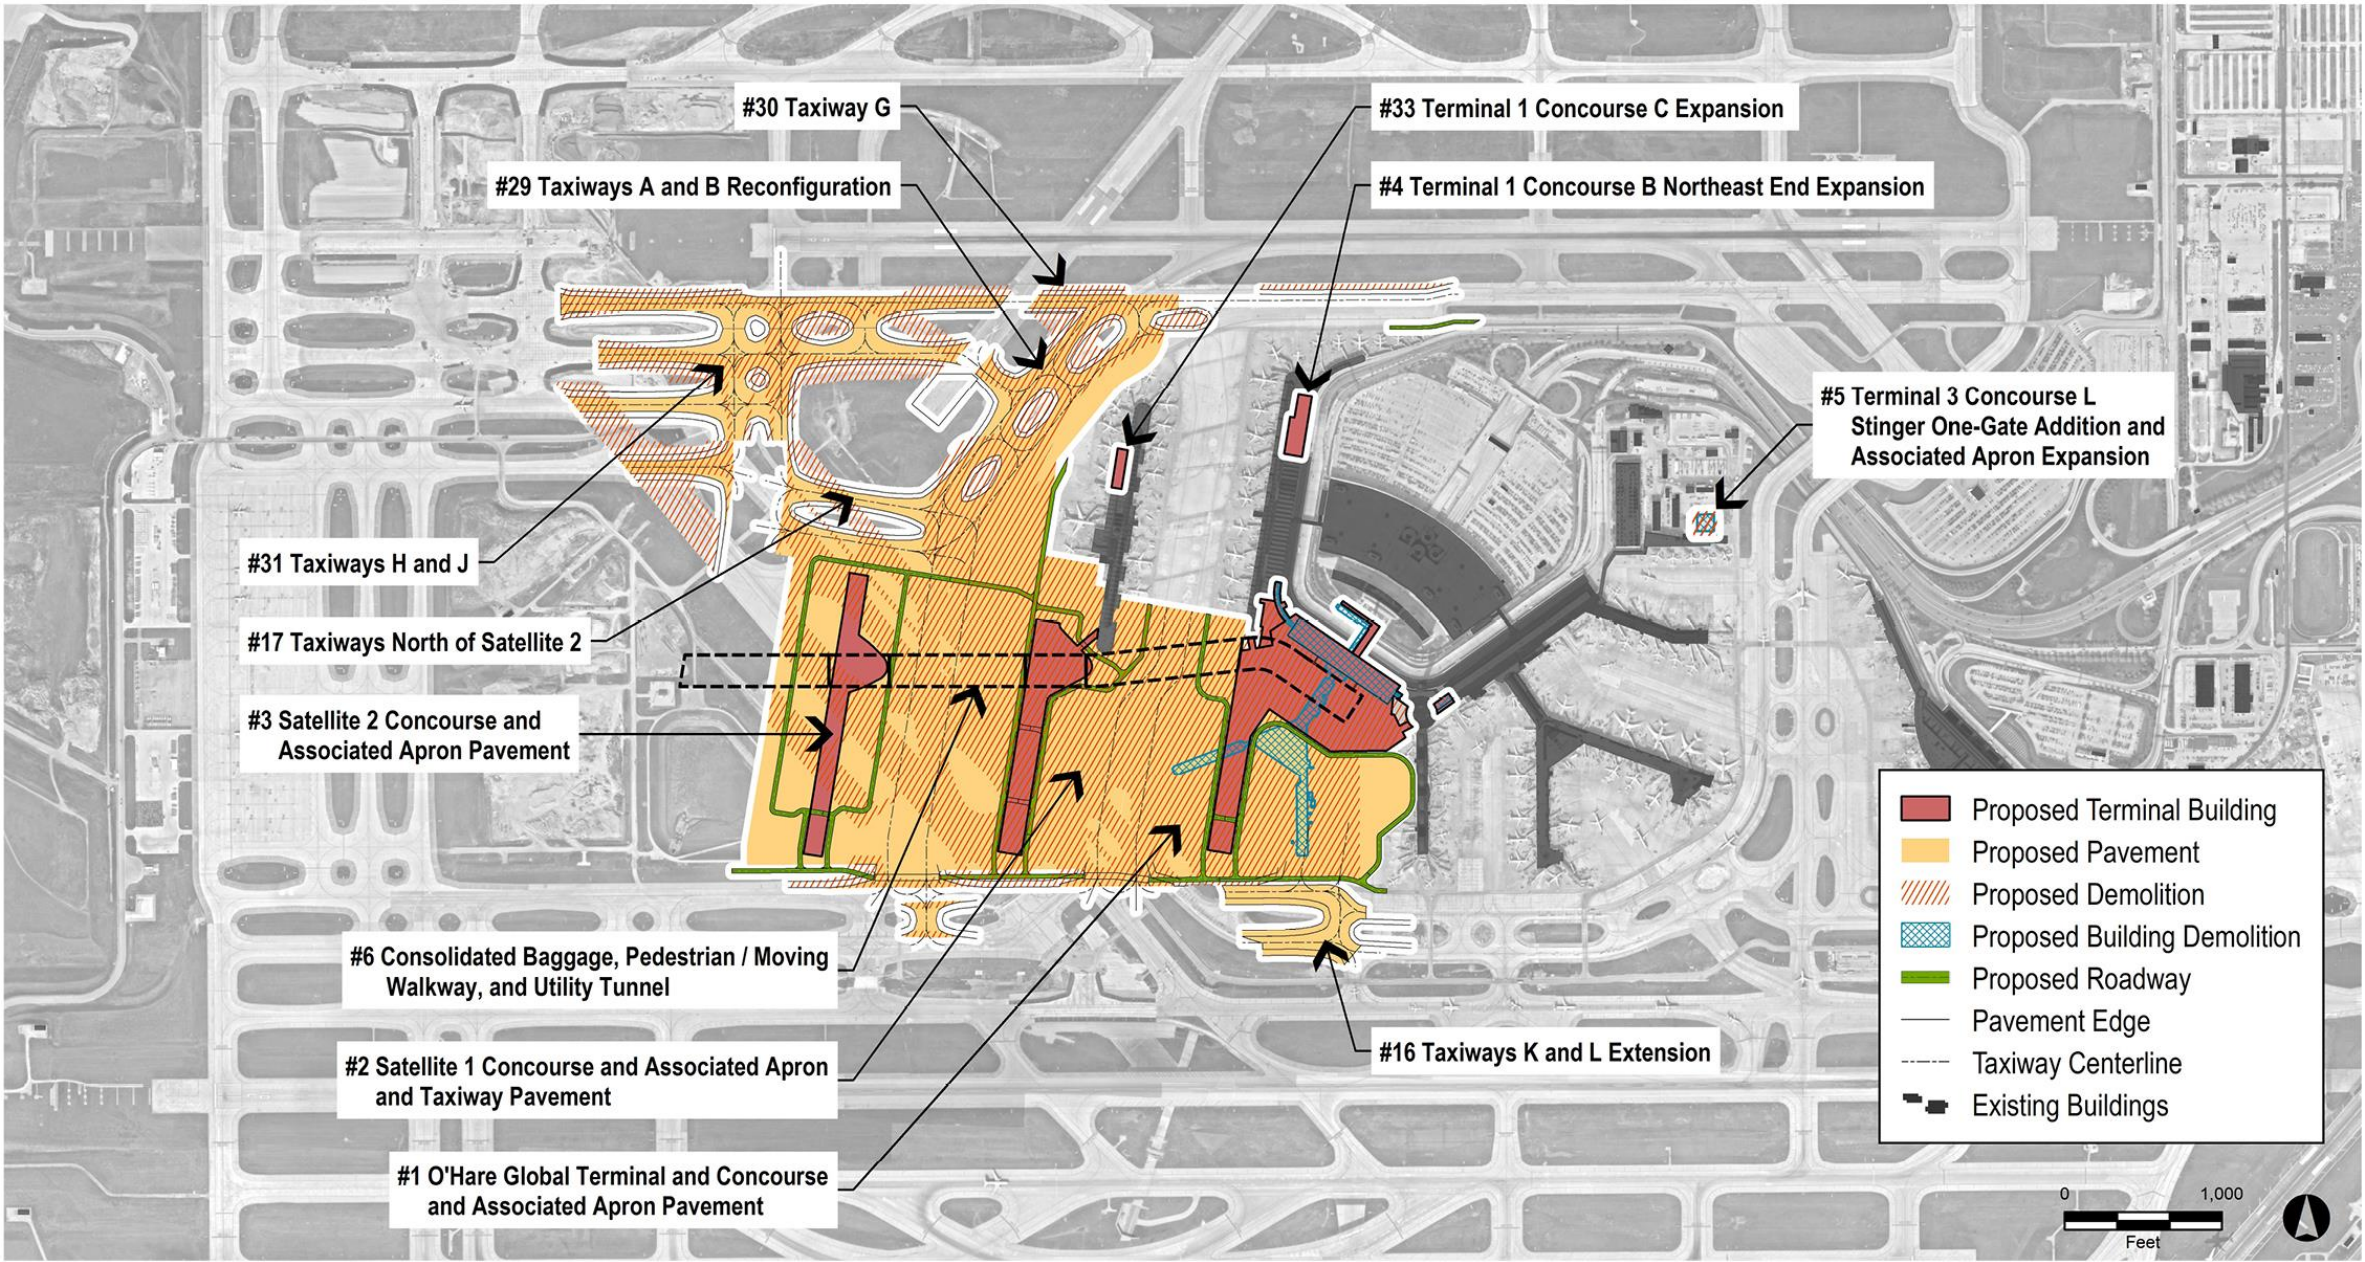 #30 Taxiway G
#33 Terminal 1 Concourse C Expansion
#29 Taxiways A and B Reconfiguration
#4 Terminal 1 Concourse B Northeast End Expansion
#5 Terminal 3 Concourse L
Stinger One-Gate Addition and
Associated Apron Expansion
#31 Taxiways H and J
#17 Taxiways North of Satellite 2
#3 Satellite 2 Concourse and
Associated Apron Pavement
#6 Consolidated Baggage, Pedestrian / Moving
Walkway, and Utility Tunnel
#2 Satellite 1 Concourse and Associated Apron
and Taxiway Pavement
#16 Taxiways K and L Extension
#1 O'Hare Global Terminal and Concourse
and Associated Apron Pavement
Proposed Terminal Building
Proposed Pavement
Proposed Demolition
Proposed Building Demolition
Proposed Roadway
Pavement Edge
Taxiway Centerline
Existing Buildings
0 1,000
Feet